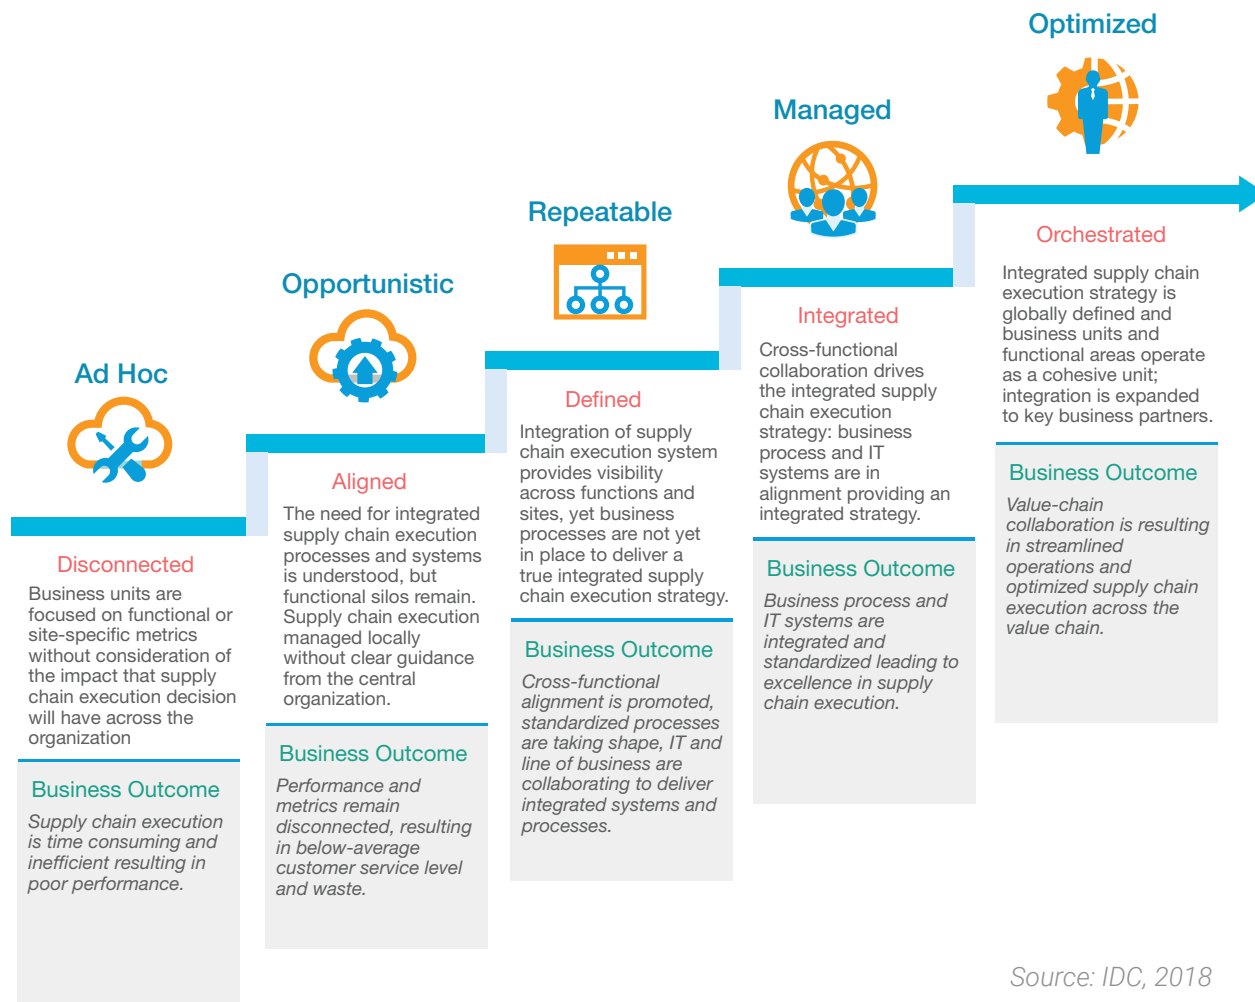 Ad Hoc
Disconnected
Business units are
focused on functional or
site-specific metrics
without consideration of
the impact that supply
chain execution decision
will have across the
organization
Business Outcome
Supply chain execution
is time consuming and
inefficient resulting in
poor performance.
Opportunistic
Aligned
The need for integrated
supply chain execution
processes and systems
is understood, but
functional silos remain.
Supply chain execution
managed locally
without clear guidance
from the central
organization.
Business Outcome
Performance and
metrics remain
disconnected, resulting
in below-average
customer service level
and waste.
Repeatable
Defined
Integration of supply
chain execution system
provides visibility
across functions and
sites, yet business
processes are not yet
in place to deliver a
true integrated supply
chain execution strategy.
Business Outcome
Cross-functional
alignment is promoted,
standardized processes
are taking shape, IT and
line of business are
collaborating to deliver
integrated systems and
processes.
Managed
Integrated
Cross-functional
collaboration drives
the integrated supply
chain execution
strategy: business
process and IT
systems are in
alignment providing an
integrated strategy.
Business Outcome
Business process and
IT systems are
integrated and
standardized leading to
excellence in supply
chain execution.
Optimized
Orchestrated
Integrated supply chain
execution strategy is
globally defined and
business units and
functional areas operate
as a cohesive unit;
integration is expanded
to key business partners.
Business Outcome
Value-chain
collaboration is resulting
in streamlined
operations and
optimized supply chain
execution across the
value chain.
Source: IDC, 2018